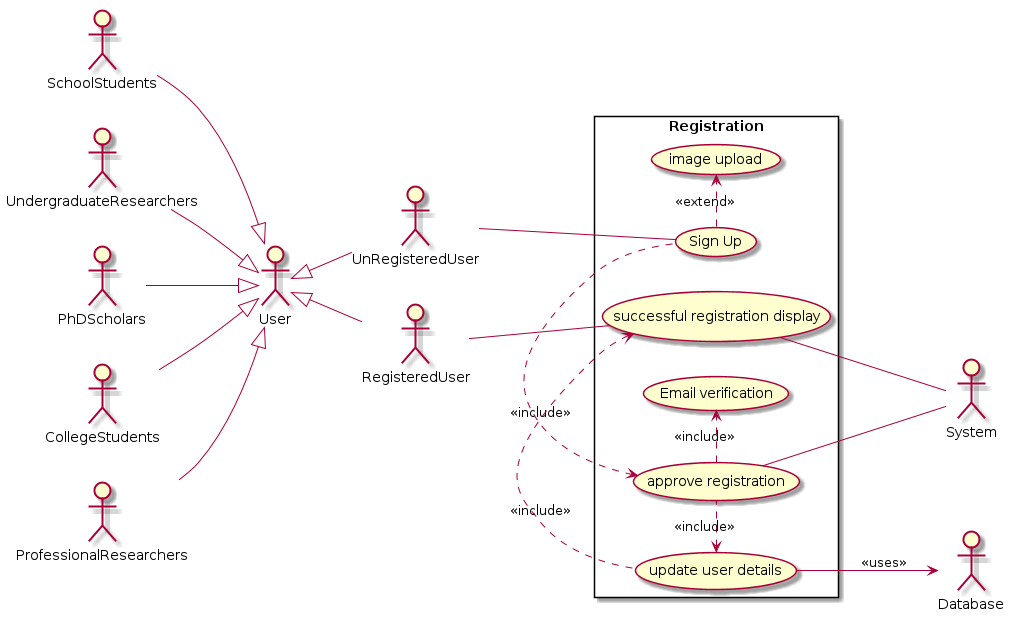 SchoolStudents
UndergraduateResearchers
PhDScholars
CollegeStudents
ProfessionalResearchers
User
UnRegisteredUser
RegisteredUser
Registration
image upload
«extend»
Sign Up
successful registration display
Email verification
«include»
«include»
approve registration
«include»
«include»
update user details
System
«uses»
Database